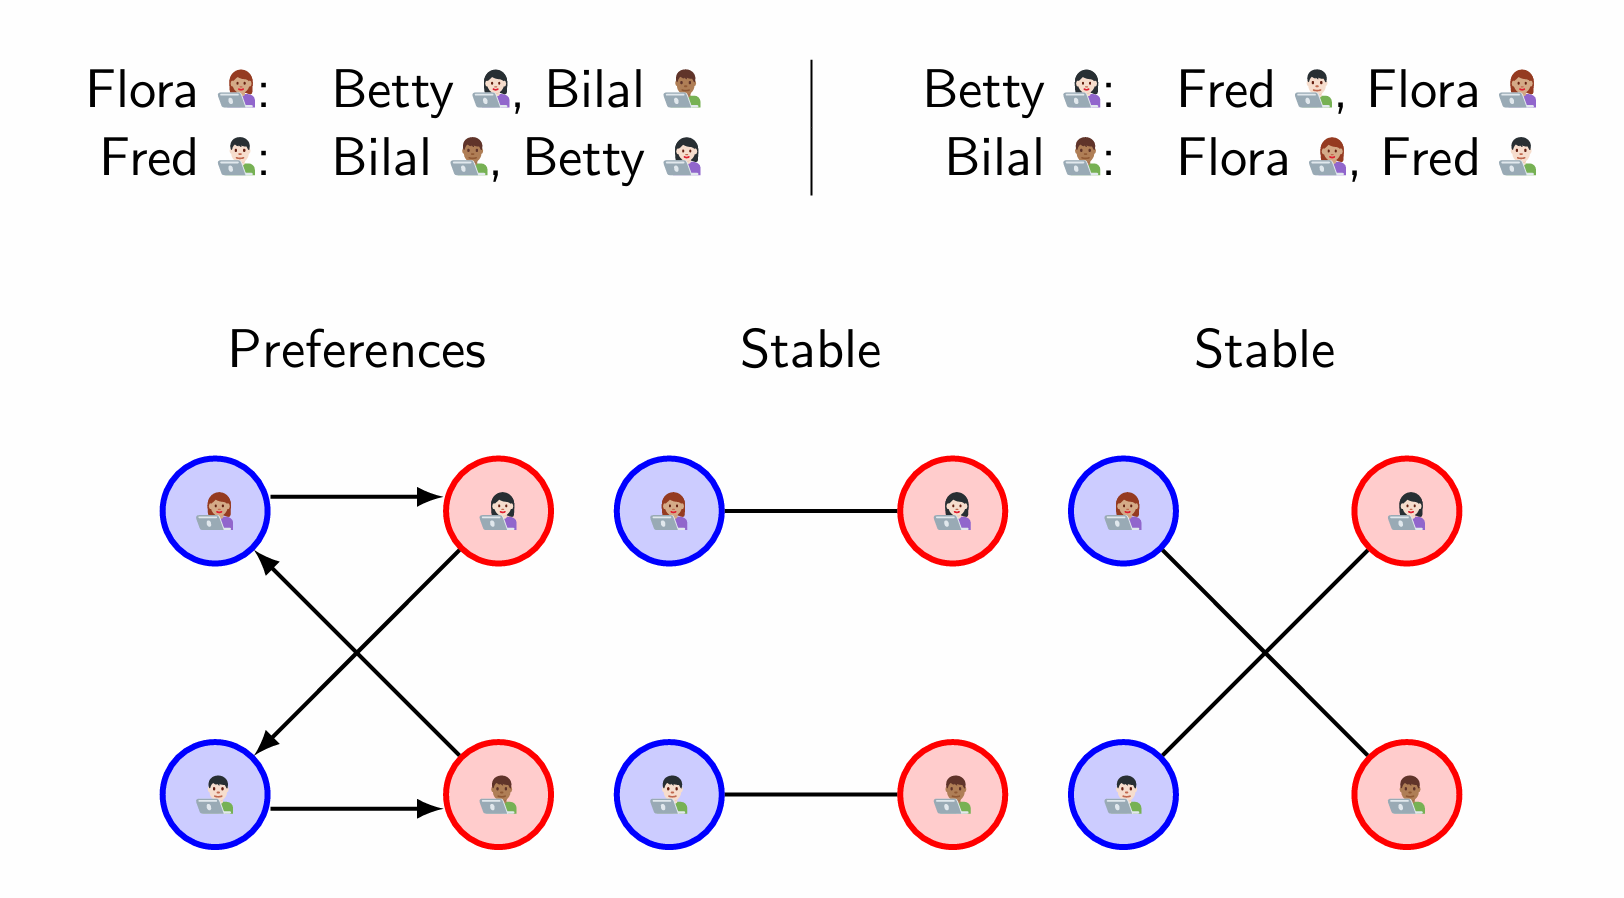 Flora 👩🏽‍💻: Betty 👩🏻‍💻, Bilal 👨🏾‍💻
Fred 👨🏻‍💻: Bilal 👨🏾‍💻, Betty 👩🏻‍💻
Betty 👩🏻‍💻: Fred 👨🏻‍💻, Flora 👩🏽‍💻
Bilal 👨🏾‍💻: Flora 👩🏽‍💻, Fred 👨🏻‍💻
Preferences
Stable
Stable